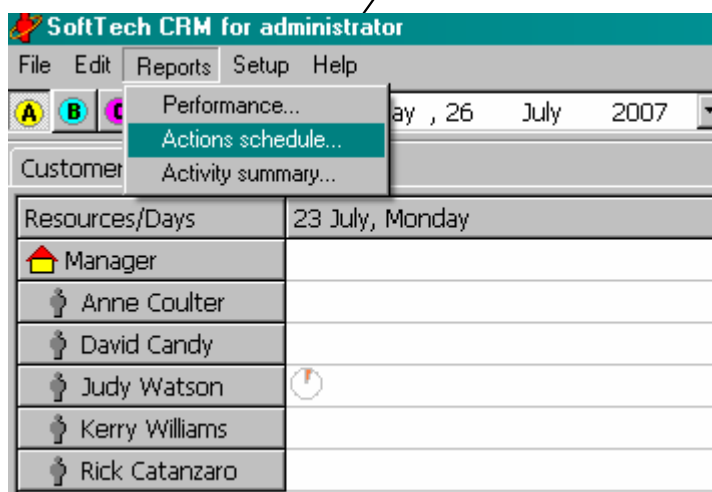 SoftTech CRM for administrator
File Edit Reports Setup Help
Performance...
Actions schedule...
Activity summary...
A B
ay , 26 July 2007
Customer
Resources/Days 23 July, Monday
Manager
Anne Coulter
David Candy
Judy Watson
Kerry Williams
Rick Catanzaro